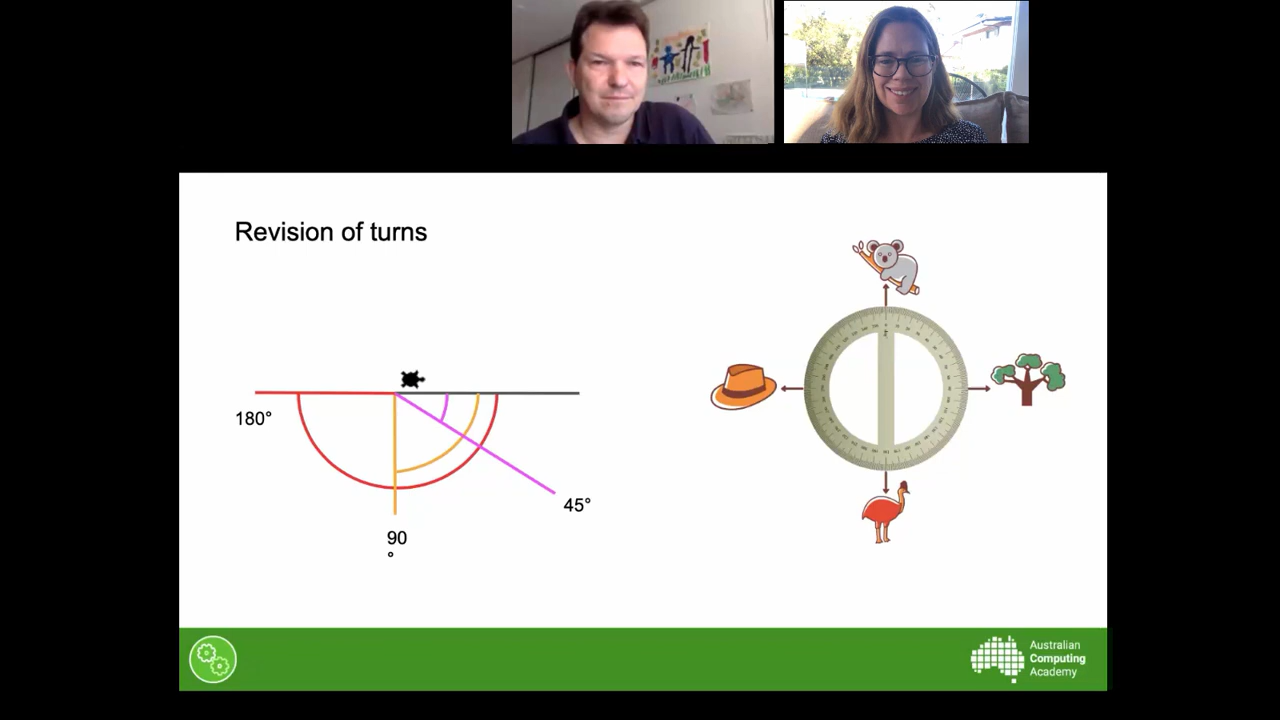 Revision of turns
180°
45°
90
°
Australian
Computing
Academy